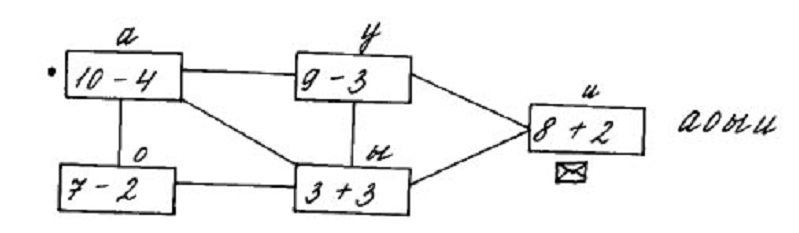 а у
10 - 4 9 - 3
и
8 + 2 аоыи
о ы
7 - 2 3 + 3